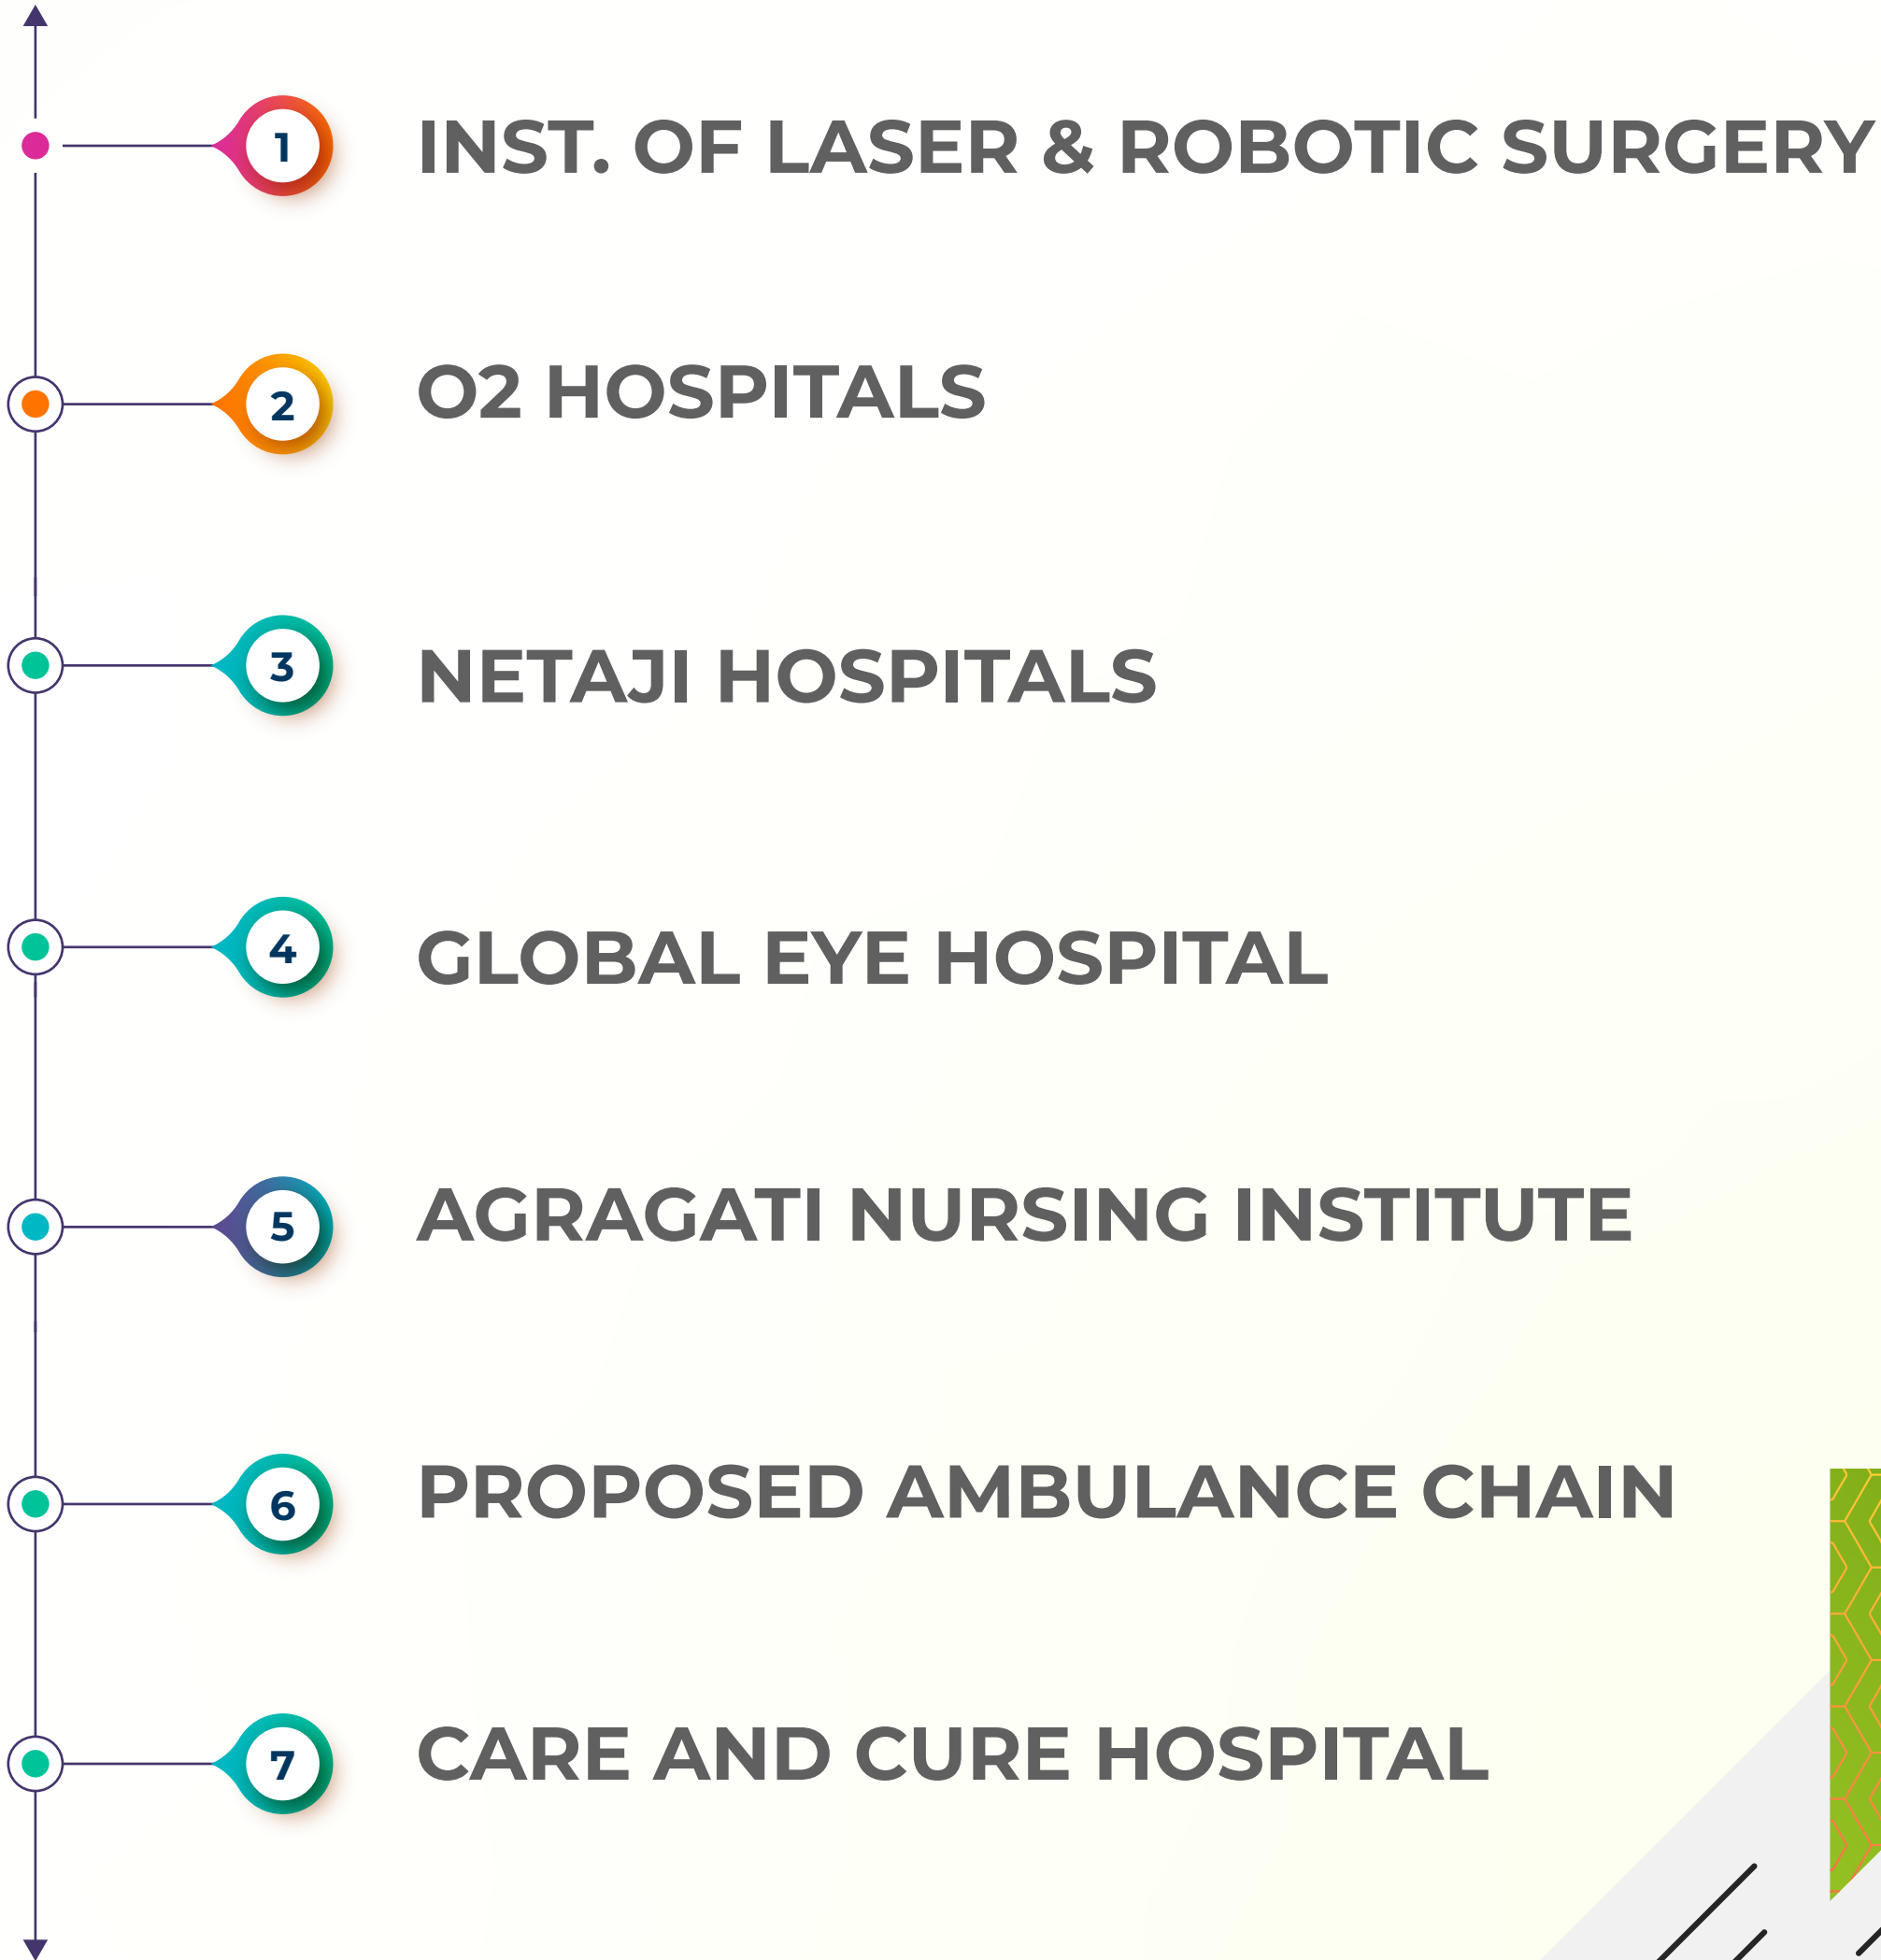 1 INST. OF LASER & ROBOTIC SURGERY
2 O2 HOSPITALS
3 NETAJI HOSPITALS
4 GLOBAL EYE HOSPITAL
5 AGRAGATI NURSING INSTITUTE
6 PROPOSED AMBULANCE CHAIN
7 CARE AND CURE HOSPITAL